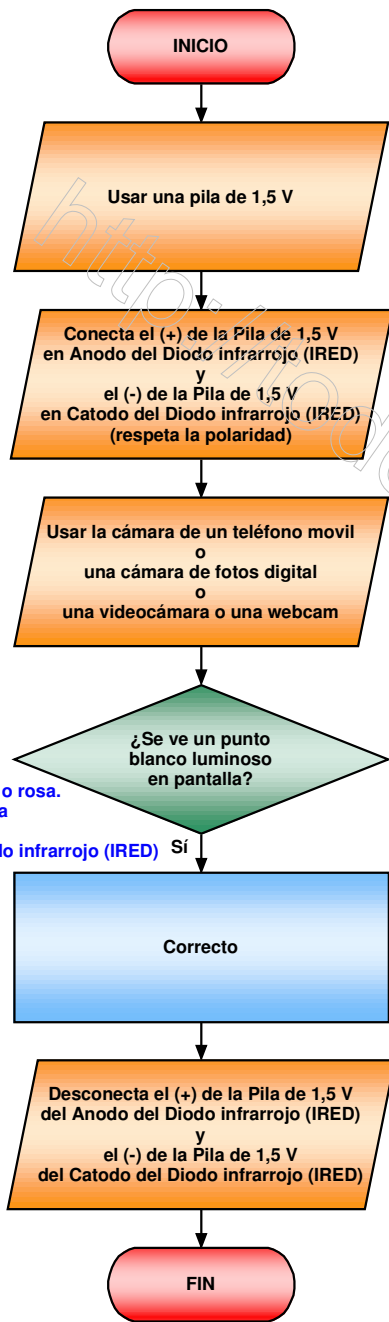 INICIO
Usar una pila de 1,5 V
Conecta el (+) de la Pila de 1,5 V
en Anodo del Diodo infrarrojo (IRED)
y
el (-) de la Pila de 1,5 V
en Catodo del Diodo infrarrojo (IRED)
(respeta la polaridad)
Usar la cámara de un teléfono movil
o
una cámara de fotos digital
o
una videocámara o una webcam
¿Se ve un punto
blanco luminoso
en pantalla?
o rosa.
infrarrojo (IRED)
Sí
Correcto
Desconecta el (+) de la Pila de 1,5 V
del Anodo del Diodo infrarrojo (IRED)
y
el (-) de la Pila de 1,5 V
del Catodo del Diodo infrarrojo (IRED)
FIN
http://